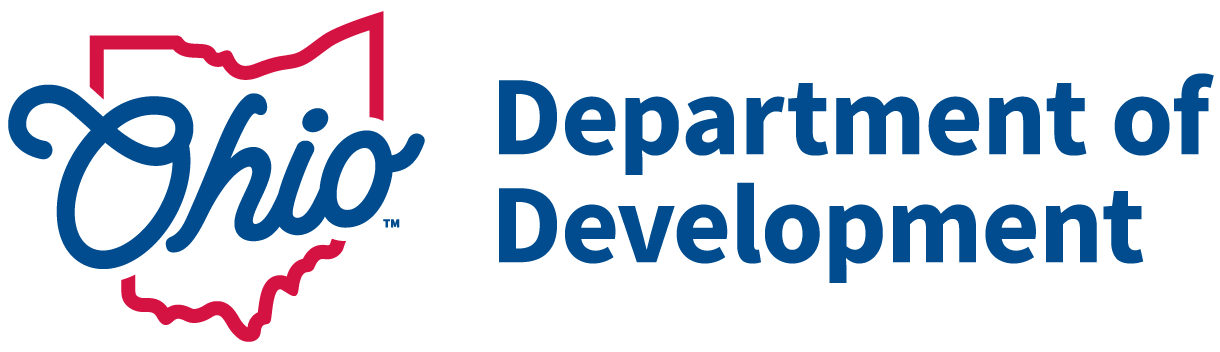 Ohio™
Department of
Development